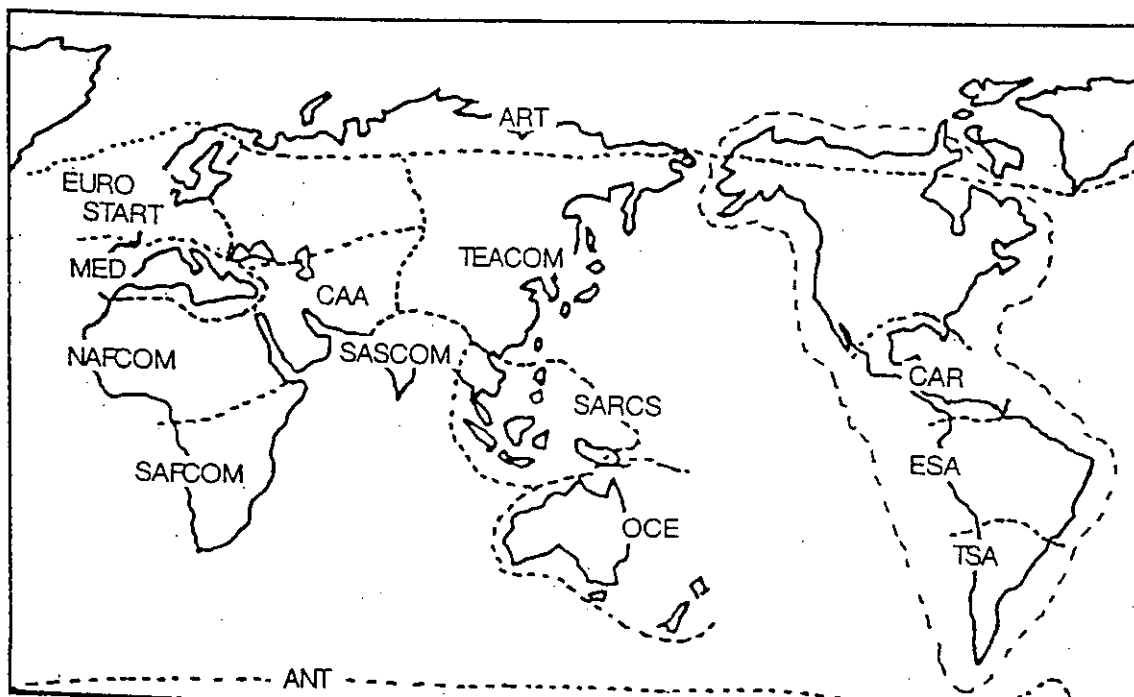 ART
EURO
START
MED
TEACOM
CAA
NAFCOM
SASCOM
CAR
SARCS
SAFCOM
ESA
OCE
TSA
ANT